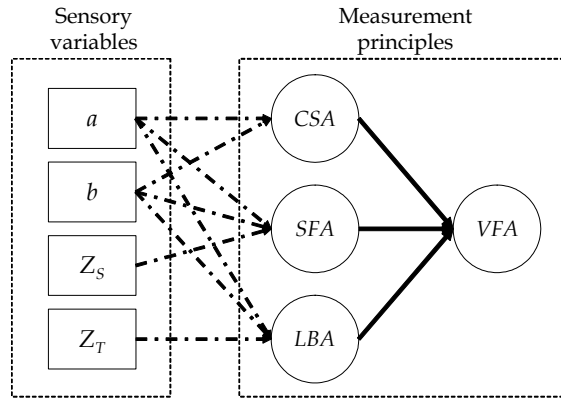 Sensory
variables
Measurement
principles
a
b
Z_S
Z_T
CSA
SFA
LBA
VFA